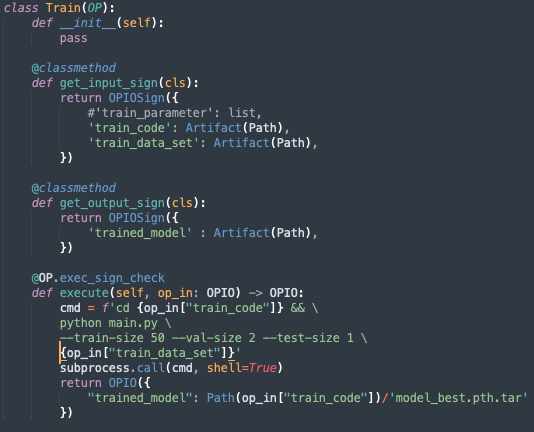 class Train(OP):
    def __init__(self):
        pass

    @classmethod
    def get_input_sign(cls):
        return OPIOSign({
            #'train_parameter': list,
            'train_code': Artifact(Path),
            'train_data_set': Artifact(Path),
        })

    @classmethod
    def get_output_sign(cls):
        return OPIOSign({
            'trained_model' : Artifact(Path),
        })

    @OP.exec_sign_check
    def execute(self, op_in: OPIO) -> OPIO:
        cmd = f'cd {op_in["train_code"]} && \
        python main.py \
        --train-size 50 --val-size 2 --test-size 1 \
        {op_in["train_data_set"]}'
        subprocess.call(cmd, shell=True)
        return OPIO({
            "trained_model": Path(op_in["train_code"])/'model_best.pth.tar'
        })